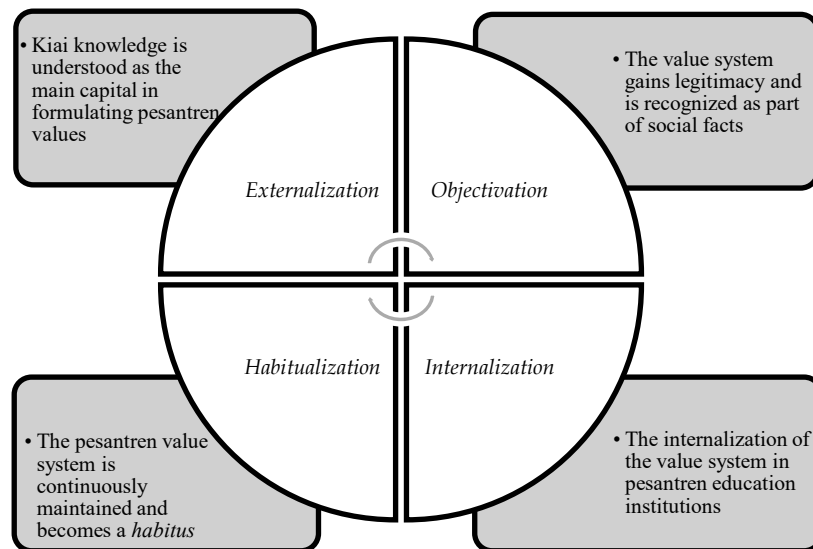 • Kiai knowledge is
understood as the
main capital in
formulating pesantren
values
• The value system
gains legitimacy and
is recognized as part
of social facts
Externalization
Objectivation
Habitualization
Internalization
• The pesantren value
system is
continuously
maintained and
becomes a habitus
• The internalization of
the value system in
pesantren education
institutions